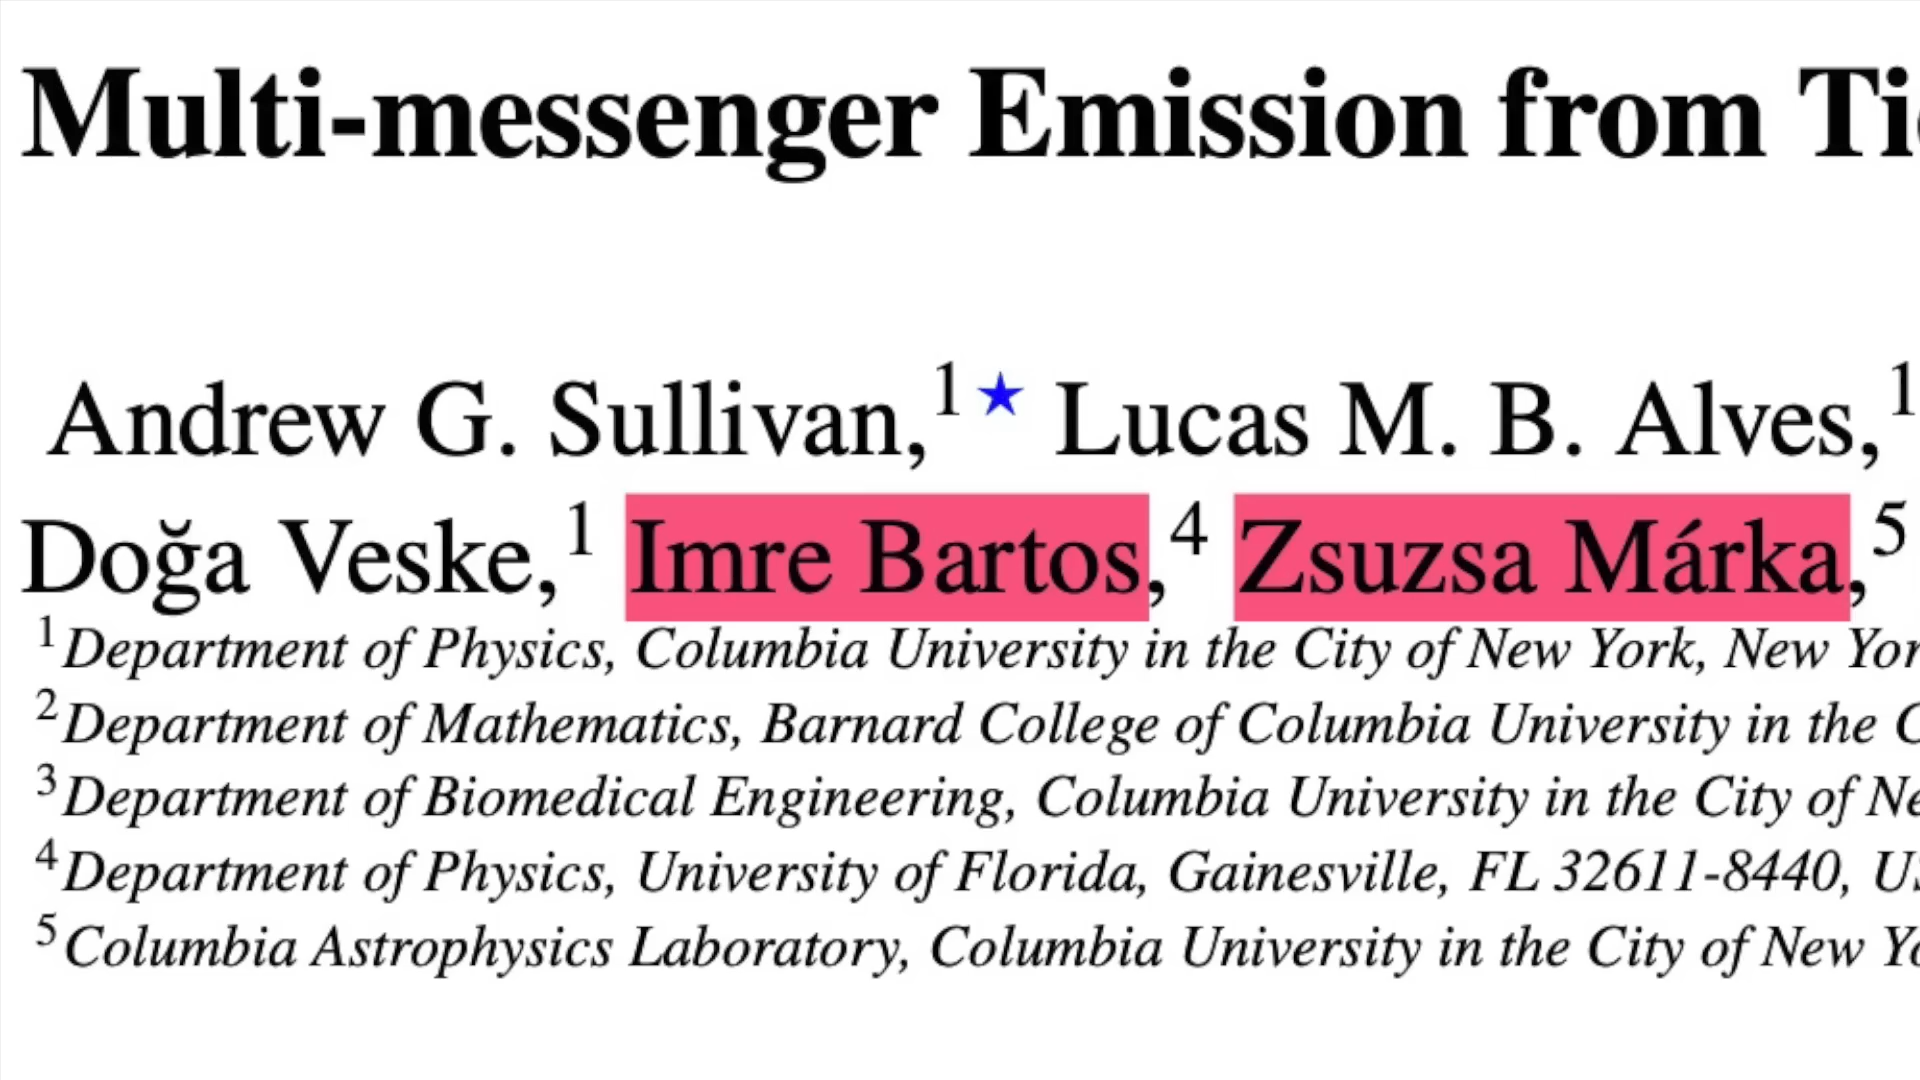 Multi-messenger Emission from Ti
Andrew G. Sullivan,1★ Lucas M. B. Alves,1
Doğa Veske,1 Imre Bartos,4 Zsuzsa Márka,5
1Department of Physics, Columbia University in the City of New York, New Yor
2Department of Mathematics, Barnard College of Columbia University in the C
3Department of Biomedical Engineering, Columbia University in the City of Ne
4Department of Physics, University of Florida, Gainesville, FL 32611-8440, US
5Columbia Astrophysics Laboratory, Columbia University in the City of New Yo